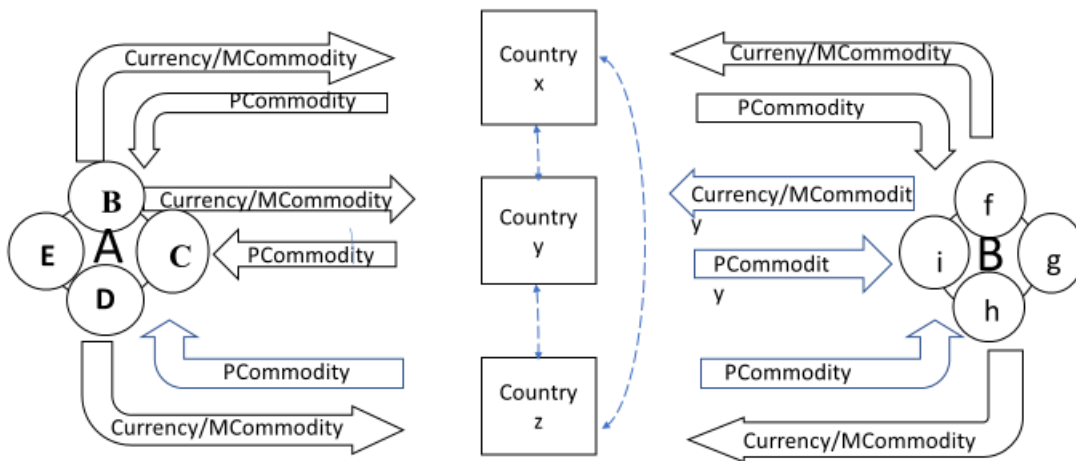 Currency/MCommodity
PCommodity
Currency/MCommodity
PCommodity
PCommodity
Currency/MCommodity
B
E
A
C
D
Country
x
Country
y
Country
z
Curreny/MCommodity
PCommodity
Currency/MCommodit
y
PCommodit
y
PCommodity
Currency/MCommodity
f
i
B
g
h